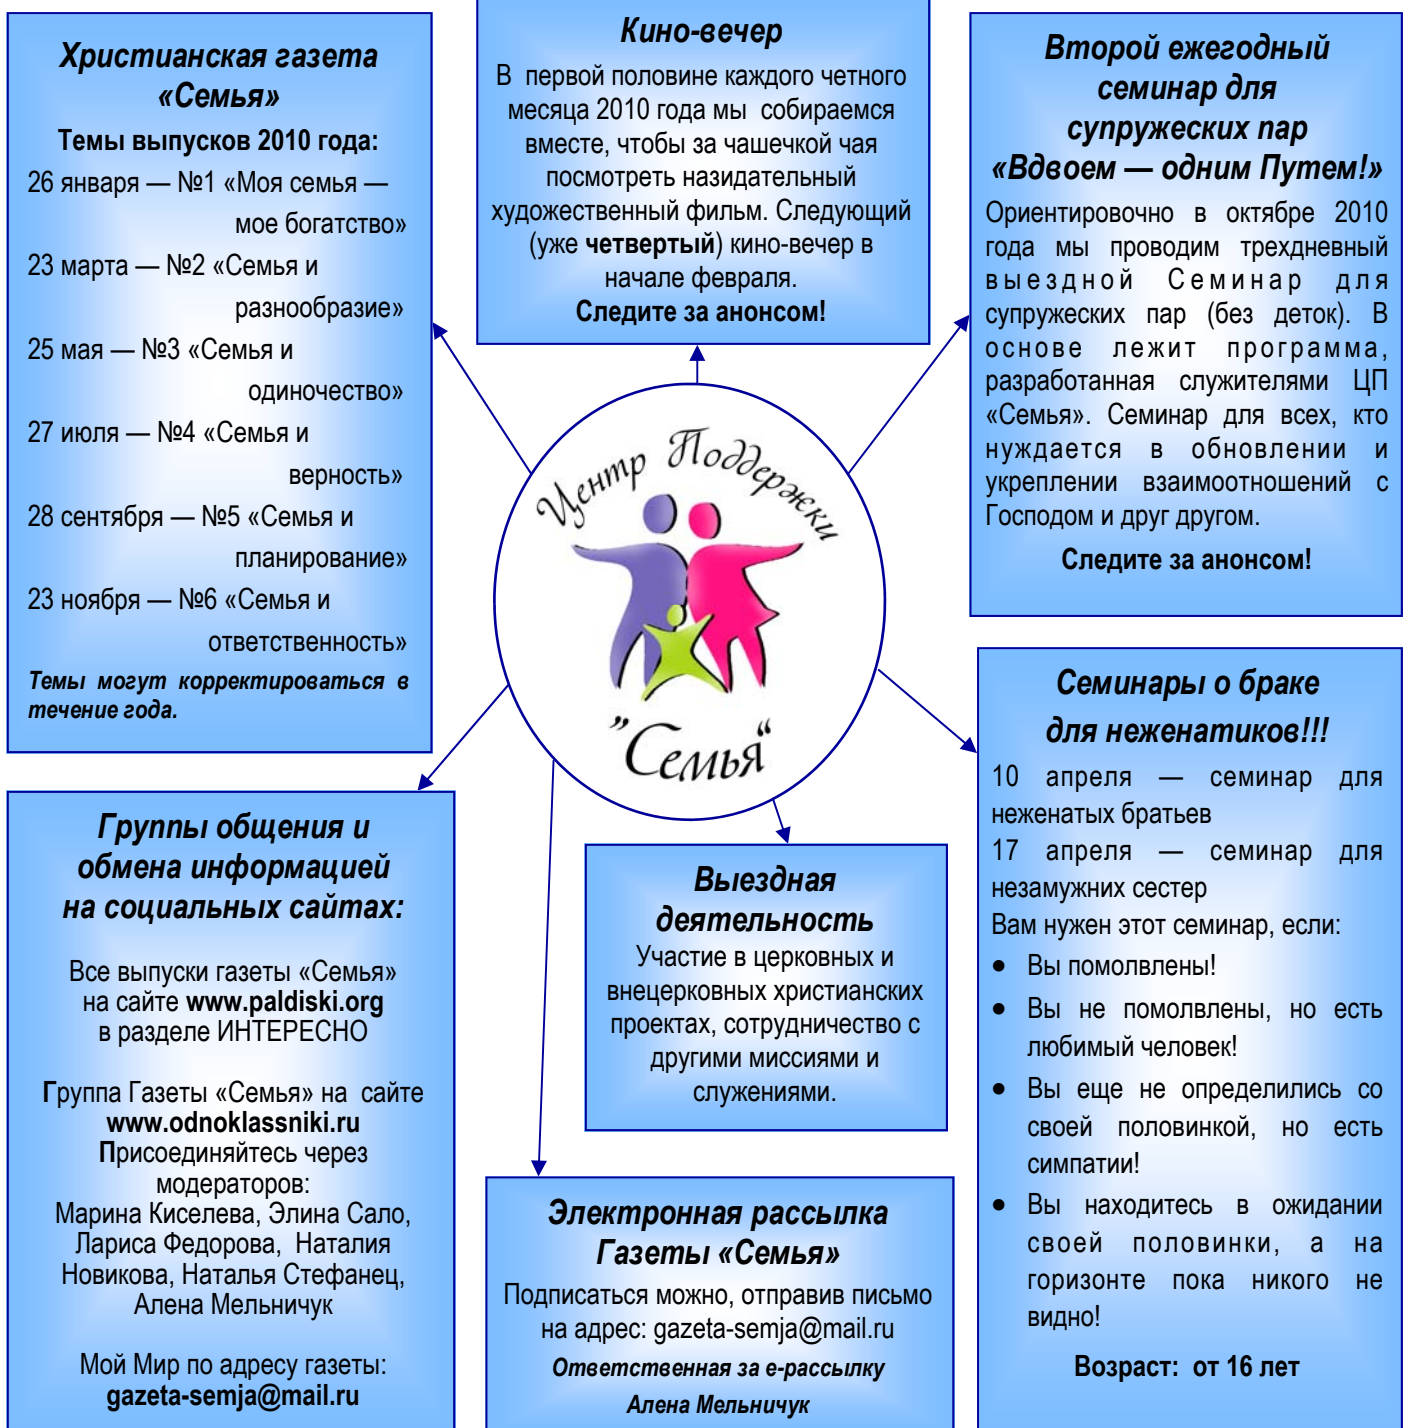 Христианская газета
«Семья»
Темы выпусков 2010 года:
26 января — №1 «Моя семья —
мое богатство»
23 марта — №2 «Семья и
разнообразие»
25 мая — №3 «Семья и
одиночество»
27 июля — №4 «Семья и
верность»
28 сентября — №5 «Семья и
планирование»
23 ноября — №6 «Семья и
ответственность»
Темы могут корректироваться в
течение года.
Кино-вечер
В первой половине каждого четного
месяца 2010 года мы собираемся
вместе, чтобы за чашечкой чая
посмотреть назидательный
художественный фильм. Следующий
(уже четвертый) кино-вечер в
начале февраля.
Следите за анонсом!
Второй ежегодный
семинар для
супружеских пар
«Вдвоем — одним Путем!»
Ориентировочно в октябре 2010
года мы проводим трехдневный
выездной Семинар для
супружеских пар (без деток). В
основе лежит программа,
разработанная служителями ЦП
«Семья». Семинар для всех, кто
нуждается в обновлении и
укреплении взаимоотношений с
Господом и друг другом.
Следите за анонсом!
Центр Поддержки
"Семья"
Группы общения и
обмена информацией
на социальных сайтах:
Все выпуски газеты «Семья»
на сайте www.paldiski.org
в разделе ИНТЕРЕСНО
Группа Газеты «Семья» на сайте
www.odnoklassniki.ru
Присоединяйтесь через
модераторов:
Марина Киселева, Элина Сало,
Лариса Федорова, Наталия
Новикова, Наталья Стефанец,
Алена Мельничук
Мой Мир по адресу газеты:
gazeta-semja@mail.ru
Выездная
деятельность
Участие в церковных и
внецерковных христианских
проектах, сотрудничество с
другими миссиями и
служениями.
Электронная рассылка
Газеты «Семья»
Подписаться можно, отправив письмо
на адрес: gazeta-semja@mail.ru
Ответственная за е-рассылку
Алена Мельничук
Семинары о браке
для неженатиков!!!
10 апреля — семинар для
неженатых братьев
17 апреля — семинар для
незамужних сестер
Вам нужен этот семинар, если:
• Вы помолвлены!
• Вы не помолвлены, но есть
любимый человек!
• Вы еще не определились со
своей половинкой, но есть
симпатии!
• Вы находитесь в ожидании
своей половинки, а на
горизонте пока никого не
видно!
Возраст: от 16 лет